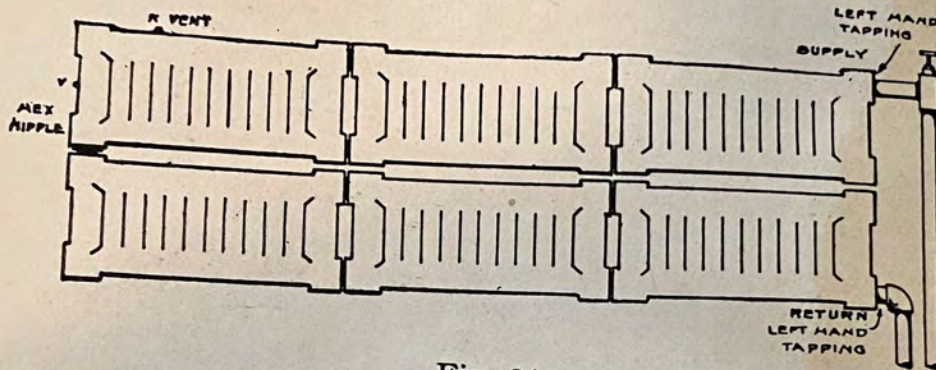 VENT
LEFT HAND
TAPPING
SUPPLY
V
HEX
NIPPLE
RETURN
LEFT HAND
TAPPING